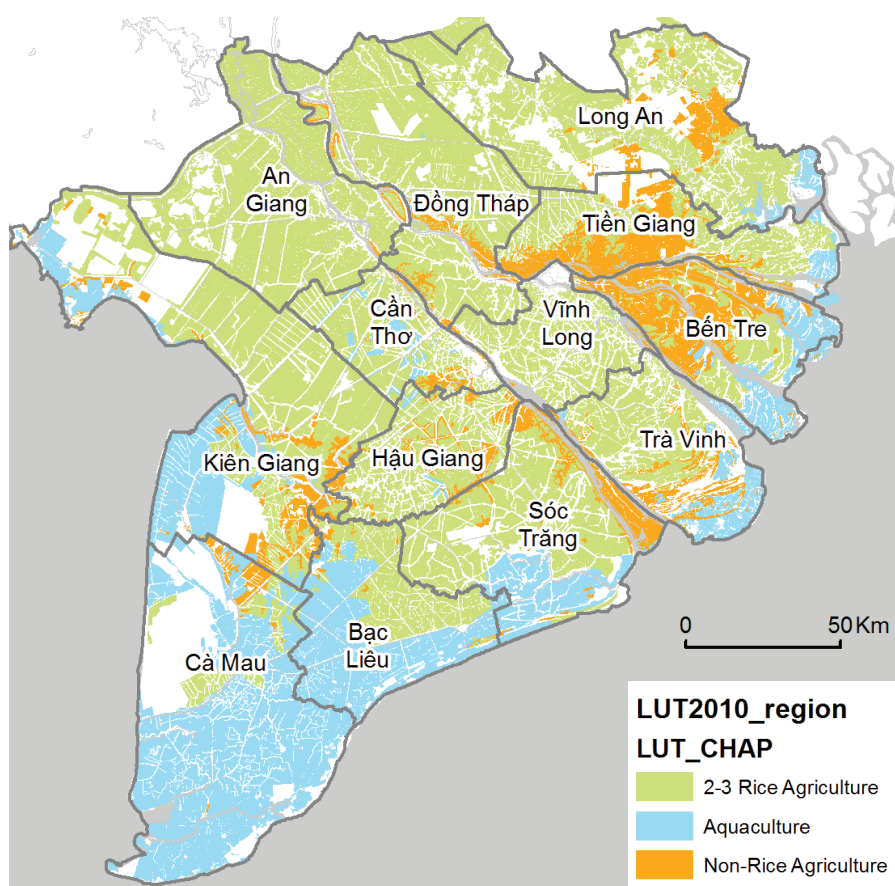 Long An
An
Giang
Đồng Tháp
Tiền Giang
Cần
Thơ
Vĩnh
Long
Bến Tre
Kiên Giang
Hậu Giang
Trà Vinh
Sóc
Trăng
Bạc
Liêu
Cà Mau
0 50 Km
LUT2010_region
LUT_CHAP
2-3 Rice Agriculture
Aquaculture
Non-Rice Agriculture